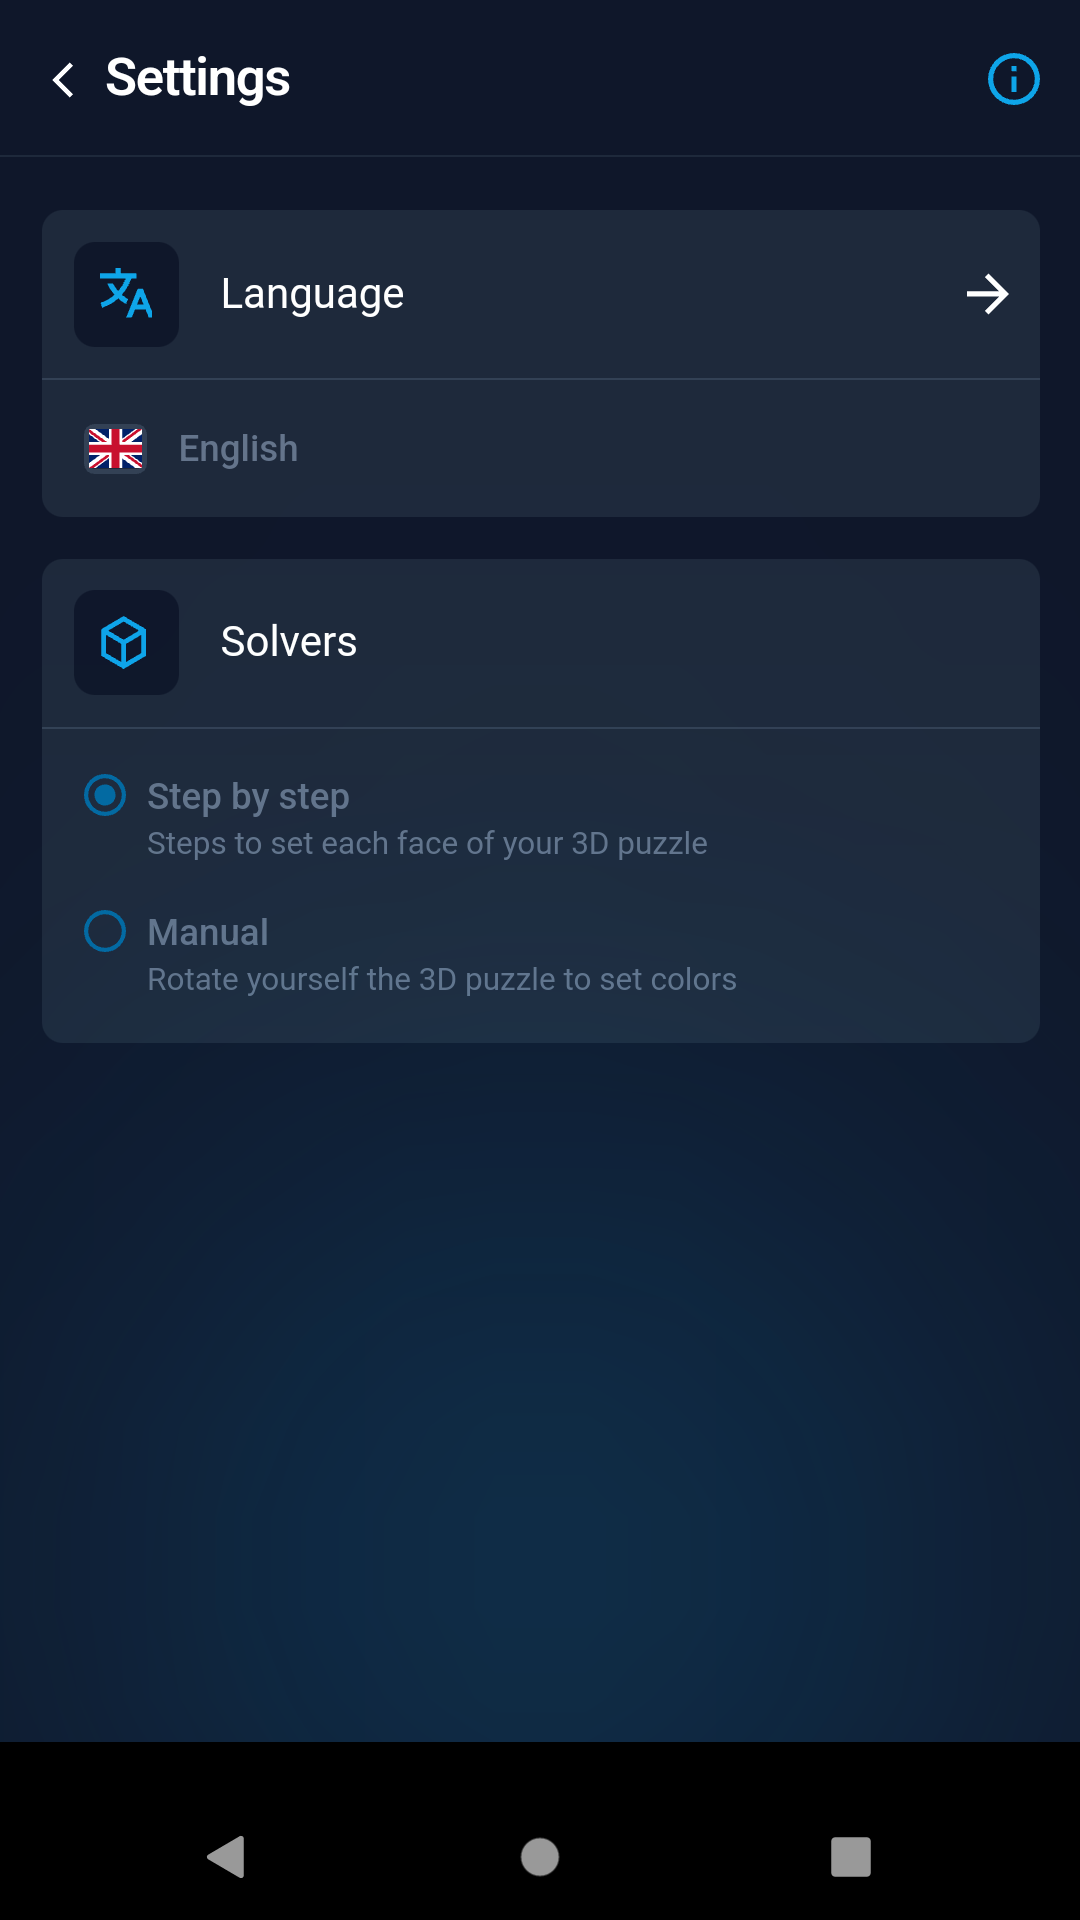 Settings
Language
English
Solvers
Step by step
Steps to set each face of your 3D puzzle
Manual
Rotate yourself the 3D puzzle to set colors